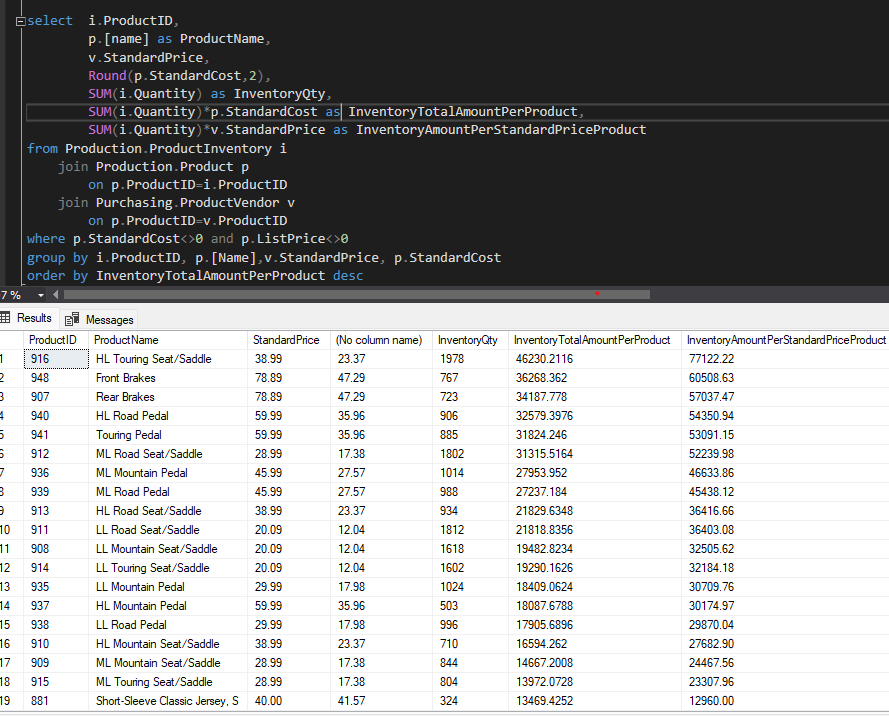 select  i.ProductID,
p.[name] as ProductName,
v.StandardPrice,
Round(p.StandardCost,2),
SUM(i.Quantity) as InventoryQty,
SUM(i.Quantity)*p.StandardCost as InventoryTotalAmountPerProduct,
SUM(i.Quantity)*v.StandardPrice as InventoryAmountPerStandardPriceProduct
from Production.ProductInventory i
join Production.Product p
on p.ProductID=i.ProductID
join Purchasing.ProductVendor v
on p.ProductID=v.ProductID
where p.StandardCost<>0 and p.ListPrice<>0
group by i.ProductID, p.[Name],v.StandardPrice, p.StandardCost
order by InventoryTotalAmountPerProduct desc
7 %
Results Messages
ProductID ProductName StandardPrice (No column name) InventoryQty InventoryTotalAmountPerProduct InventoryAmountPerStandardPriceProduct
1 916 HL Touring Seat/Saddle 38.99 23.37 1978 46230.2116 77122.22
2 948 Front Brakes 78.89 47.29 767 36268.362 60508.63
3 907 Rear Brakes 78.89 47.29 723 34187.778 57037.47
4 940 HL Road Pedal 59.99 35.96 906 32579.3976 54350.94
5 941 Touring Pedal 59.99 35.96 885 31824.246 53091.15
6 912 ML Road Seat/Saddle 28.99 17.38 1802 31315.5164 52239.98
7 936 ML Mountain Pedal 45.99 27.57 1014 27953.952 46633.86
8 939 ML Road Pedal 45.99 27.57 988 27237.184 45438.12
9 913 HL Road Seat/Saddle 38.99 23.37 934 21829.6348 36416.66
10 911 LL Road Seat/Saddle 20.09 12.04 1812 21818.8356 36403.08
11 908 LL Mountain Seat/Saddle 20.09 12.04 1618 19482.8234 32505.62
12 914 LL Touring Seat/Saddle 20.09 12.04 1602 19290.1626 32184.18
13 935 LL Mountain Pedal 29.99 17.98 1024 18409.0624 30709.76
14 937 HL Mountain Pedal 59.99 35.96 503 18087.6788 30174.97
15 938 LL Road Pedal 29.99 17.98 996 17905.6896 29870.04
16 910 HL Mountain Seat/Saddle 38.99 23.37 710 16594.262 27682.90
17 909 ML Mountain Seat/Saddle 28.99 17.38 844 14667.2008 24467.56
18 915 ML Touring Seat/Saddle 28.99 17.38 804 13972.0728 23307.96
19 881 Short-Sleeve Classic Jersey, S 40.00 41.57 324 13469.4252 12960.00